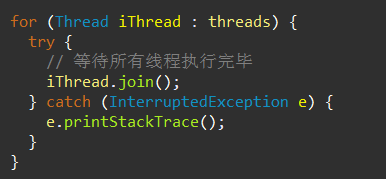 for (Thread iThread : threads) {
  try {
    // 等待所有线程执行完毕
    iThread.join();
  } catch (InterruptedException e) {
    e.printStackTrace();
  }
}